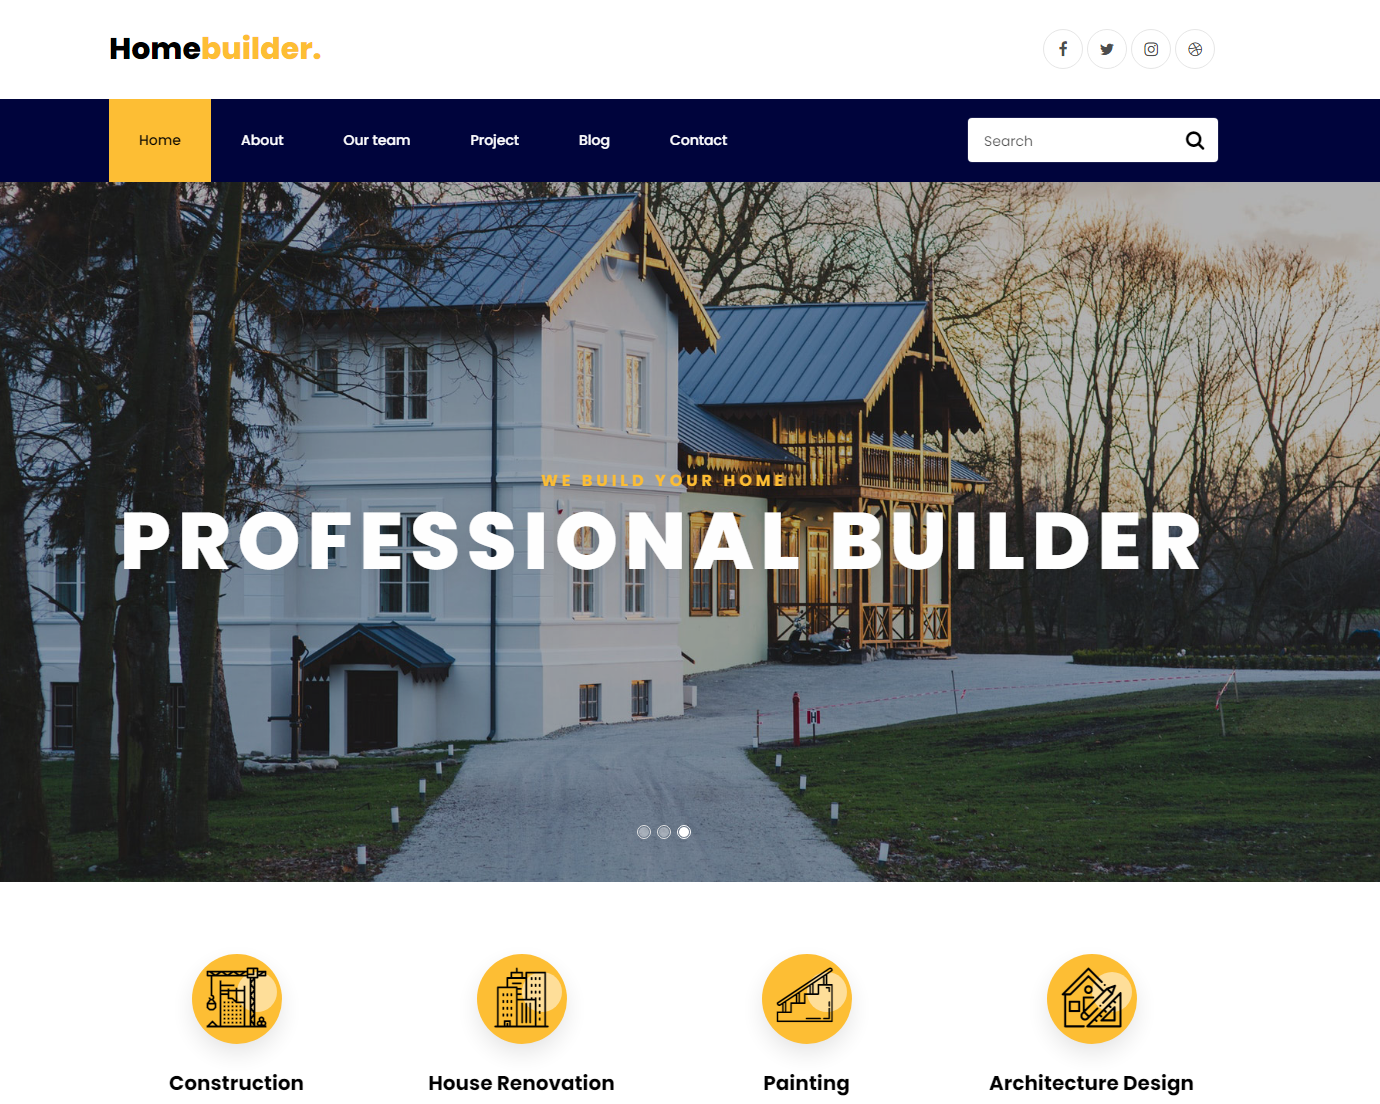 Homebuilder.
Home About Our team Project Blog Contact Search
WE BUILD YOUR HOME
PROFESSIONAL BUILDER
Construction House Renovation Painting Architecture Design